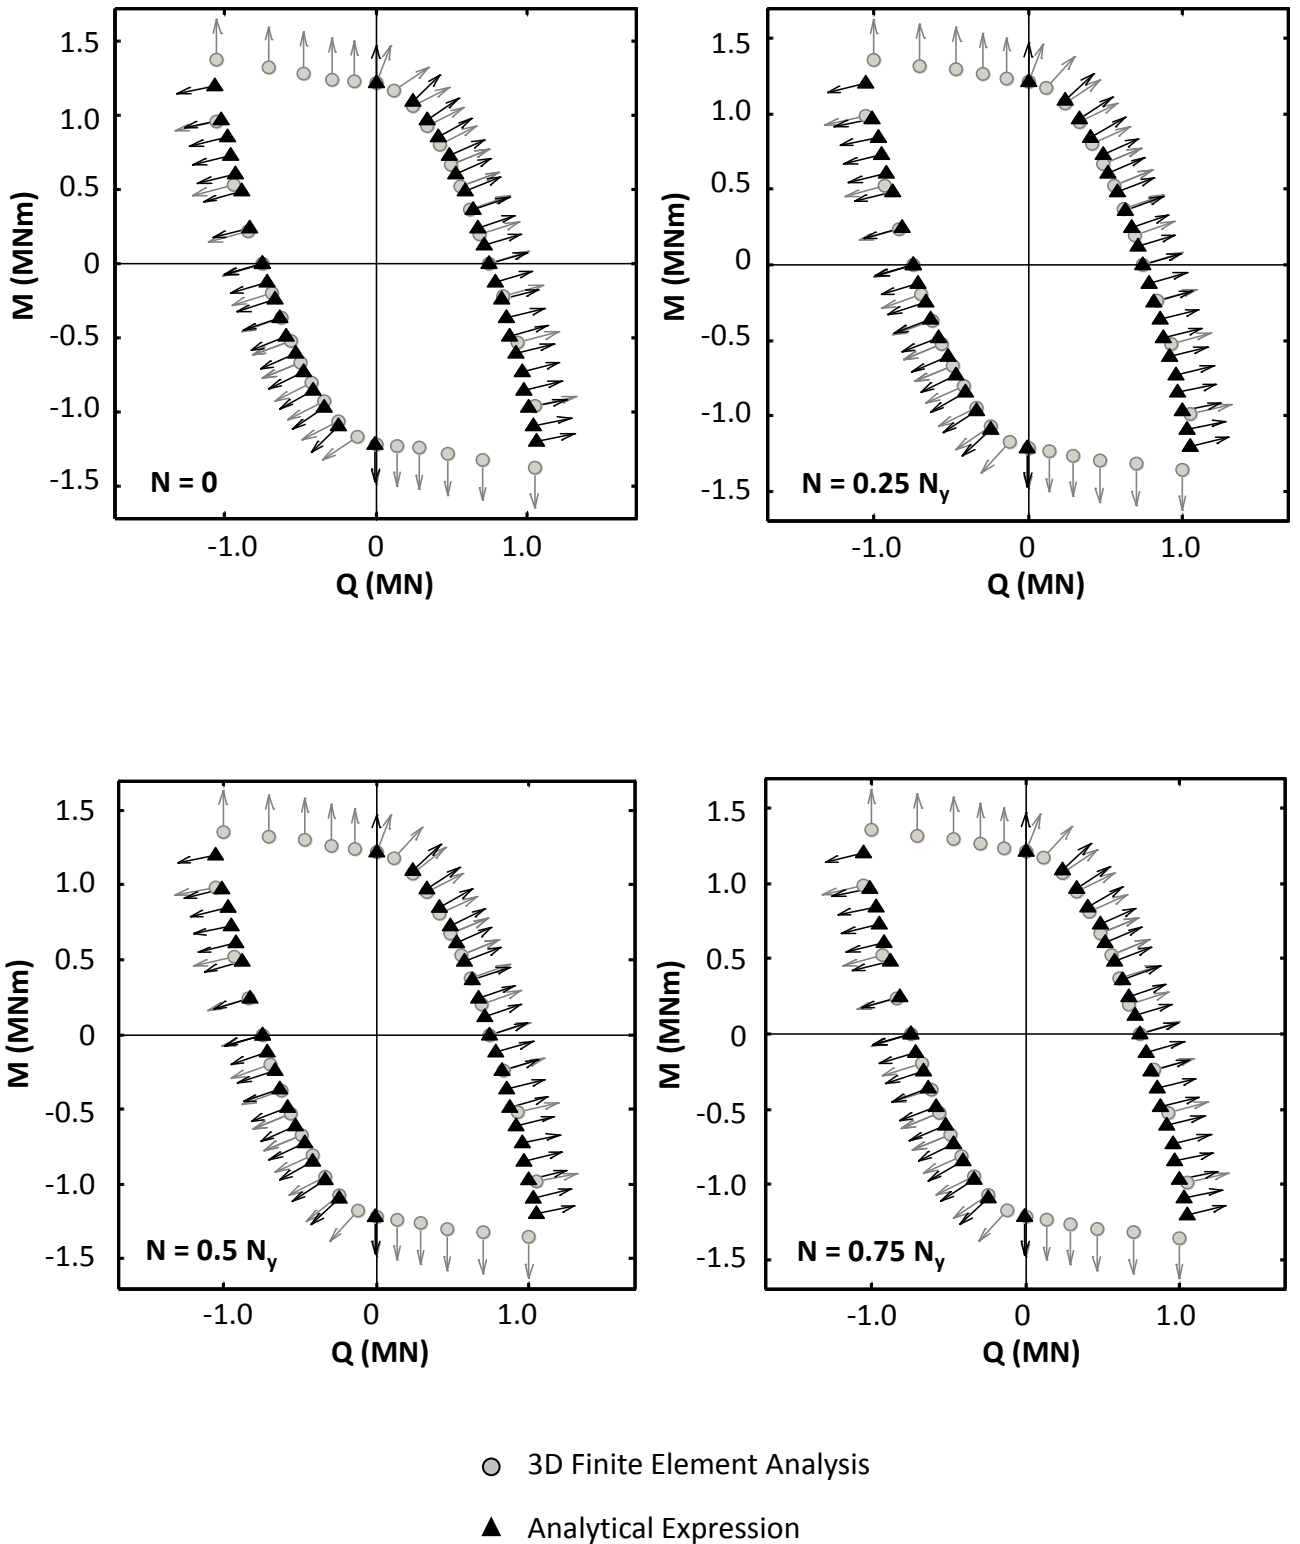 1.5
1.0
0.5
0
-0.5
-1.0
-1.5
M (MNm)
N = 0
-1.0 0 1.0
Q (MN)
1.5
1.0
0.5
0
-0.5
-1.0
-1.5
M (MNm)
N = 0.25 Ny
-1.0 0 1.0
Q (MN)
1.5
1.0
0.5
0
-0.5
-1.0
-1.5
M (MNm)
N = 0.5 Ny
-1.0 0 1.0
Q (MN)
1.5
1.0
0.5
0
-0.5
-1.0
-1.5
M (MNm)
N = 0.75 Ny
-1.0 0 1.0
Q (MN)
3D Finite Element Analysis
Analytical Expression